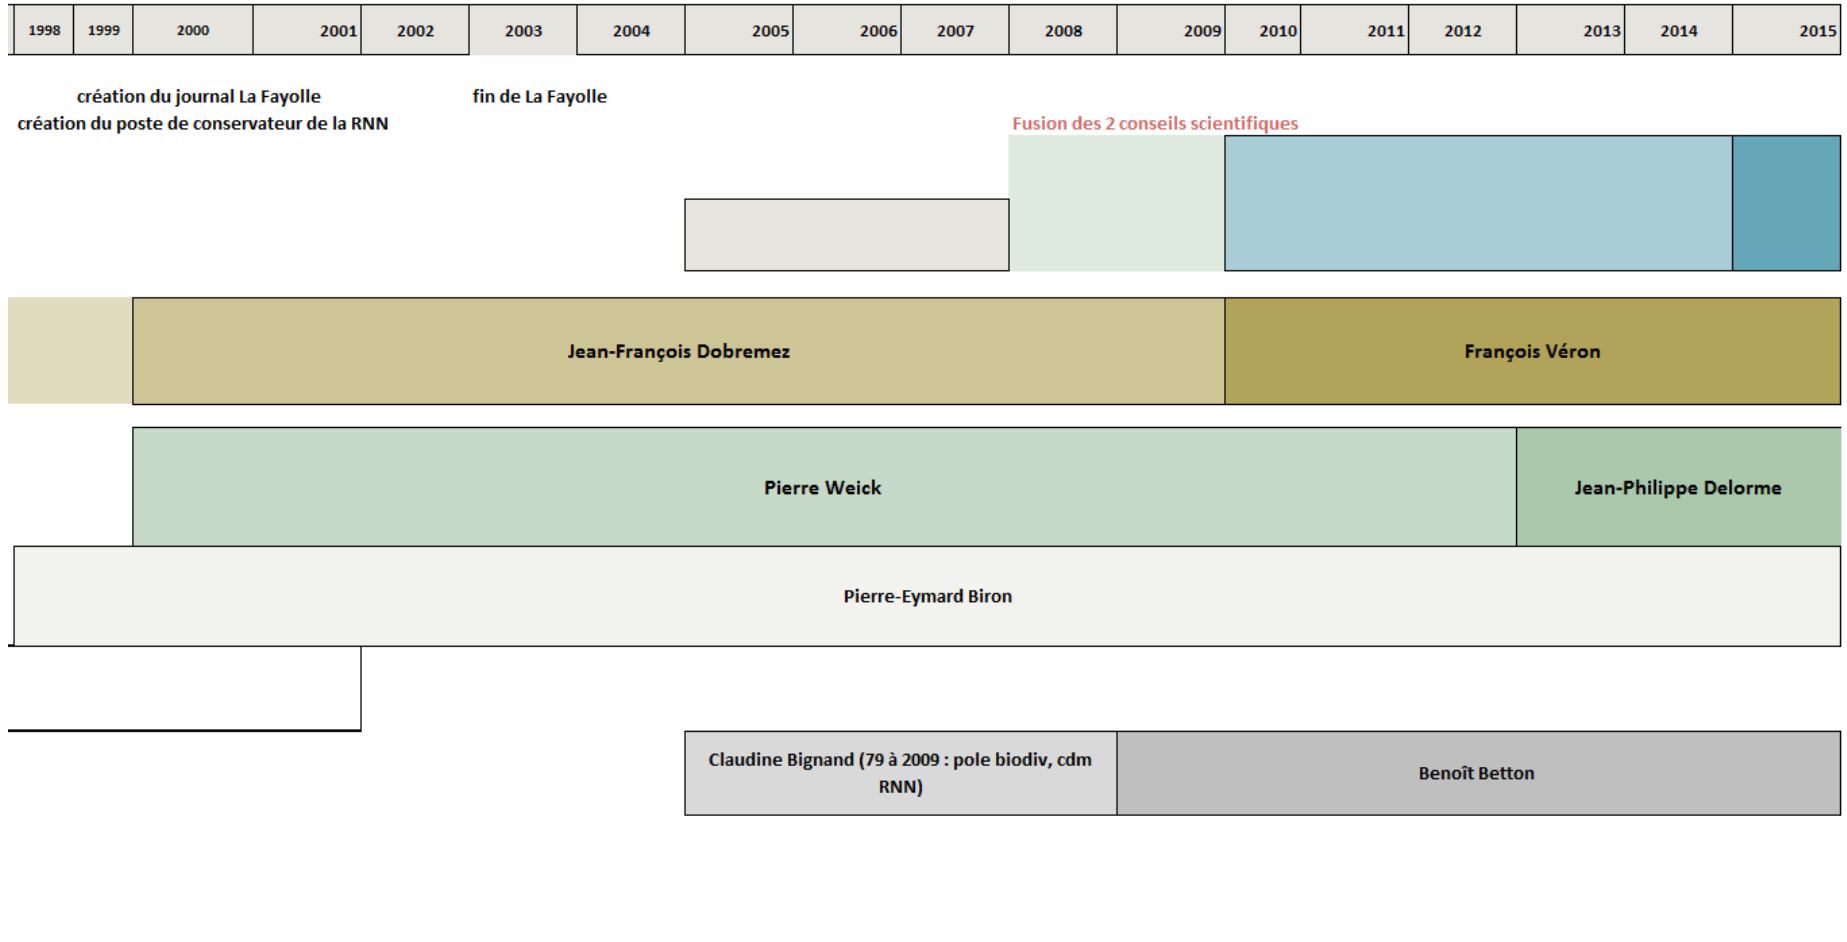 1998 1999 2000 2001 2002 2003 2004 2005 2006 2007 2008 2009 2010 2011 2012 2013 2014 2015
création du journal La Fayolle fin de La Fayolle
création du poste de conservateur de la RNN Fusion des 2 conseils scientifiques
Jean-François Dobremez François Véron
Pierre Weick Jean-Philippe Delorme
Pierre-Eymard Biron
Claudine Bignand (79 à 2009 : pole biodiv, cdm
RNN)
Benoît Betton